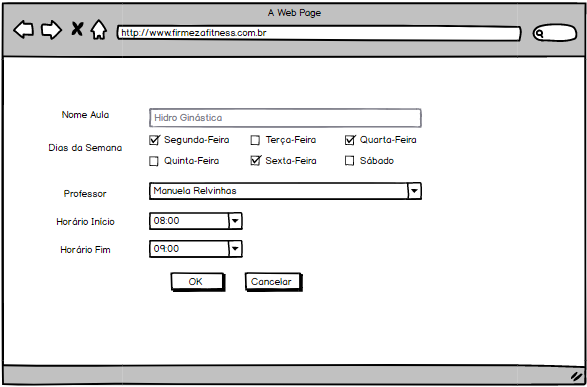 A Web Page
http://www.firmezafitness.com.br
Nome Aula Hidro Ginástica
Dias da Semana
Segunda-Feira Terça-Feira Quarta-Feira
Quinta-Feira Sexta-Feira Sábado
Professor Manuela Relvinhas
Horário Início 08:00
Horário Fim 09:00
OK Cancelar